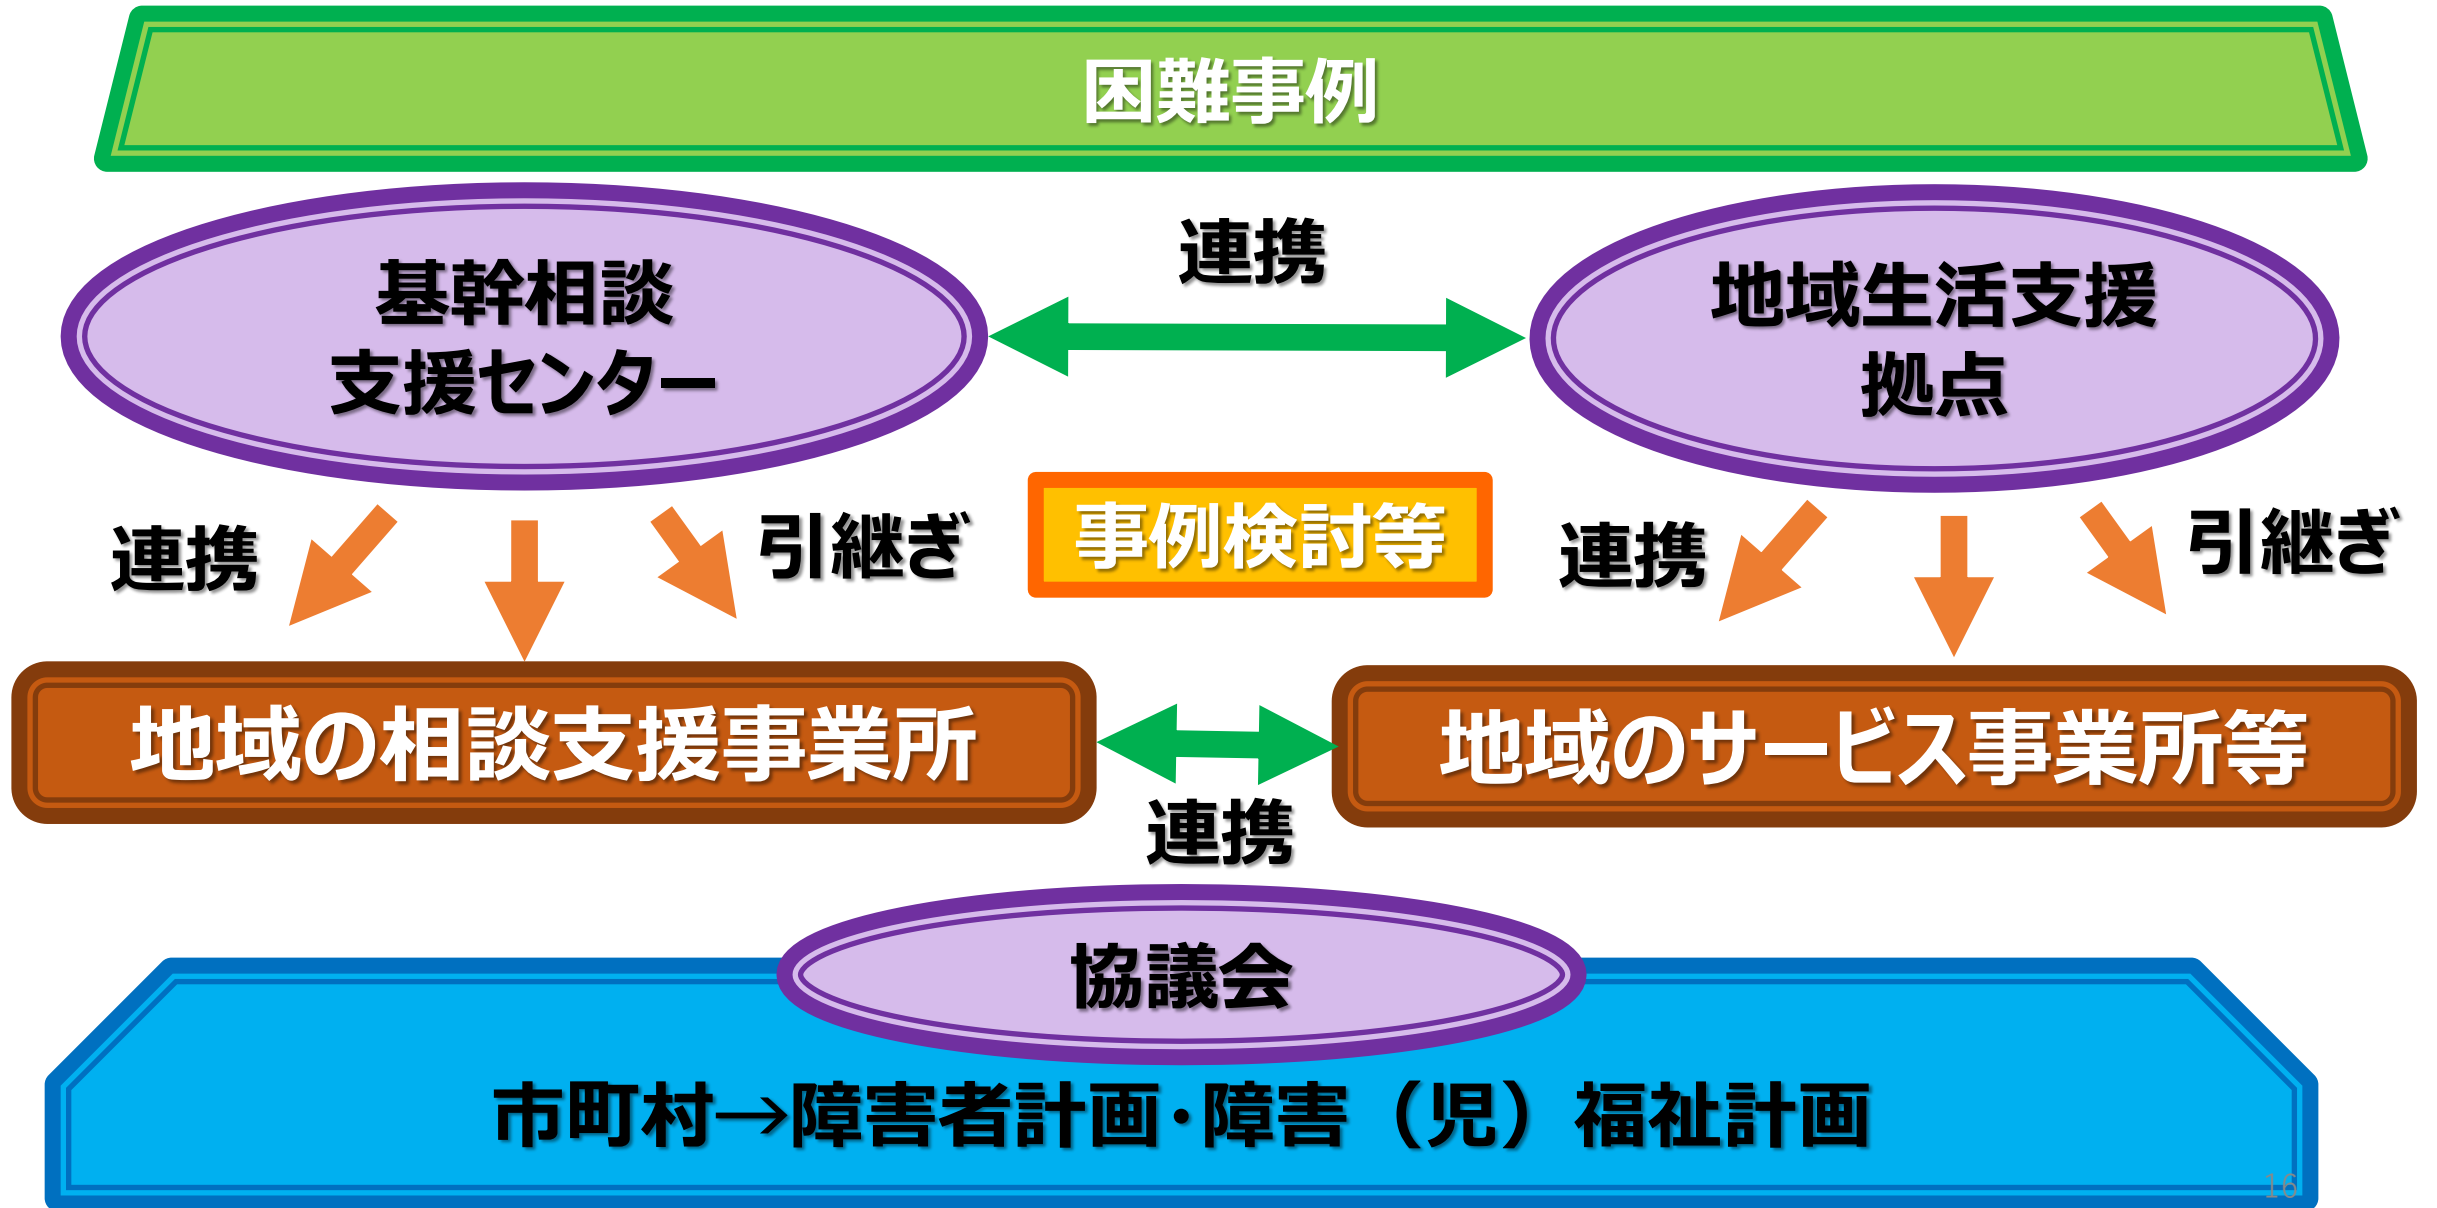 困難事例
基幹相談
支援センター
連携
地域生活支援
拠点
連携
引継ぎ
事例検討等
連携
引継ぎ
地域の相談支援事業所
地域のサービス事業所等
連携
協議会
市町村→障害者計画・障害（児）福祉計画
16